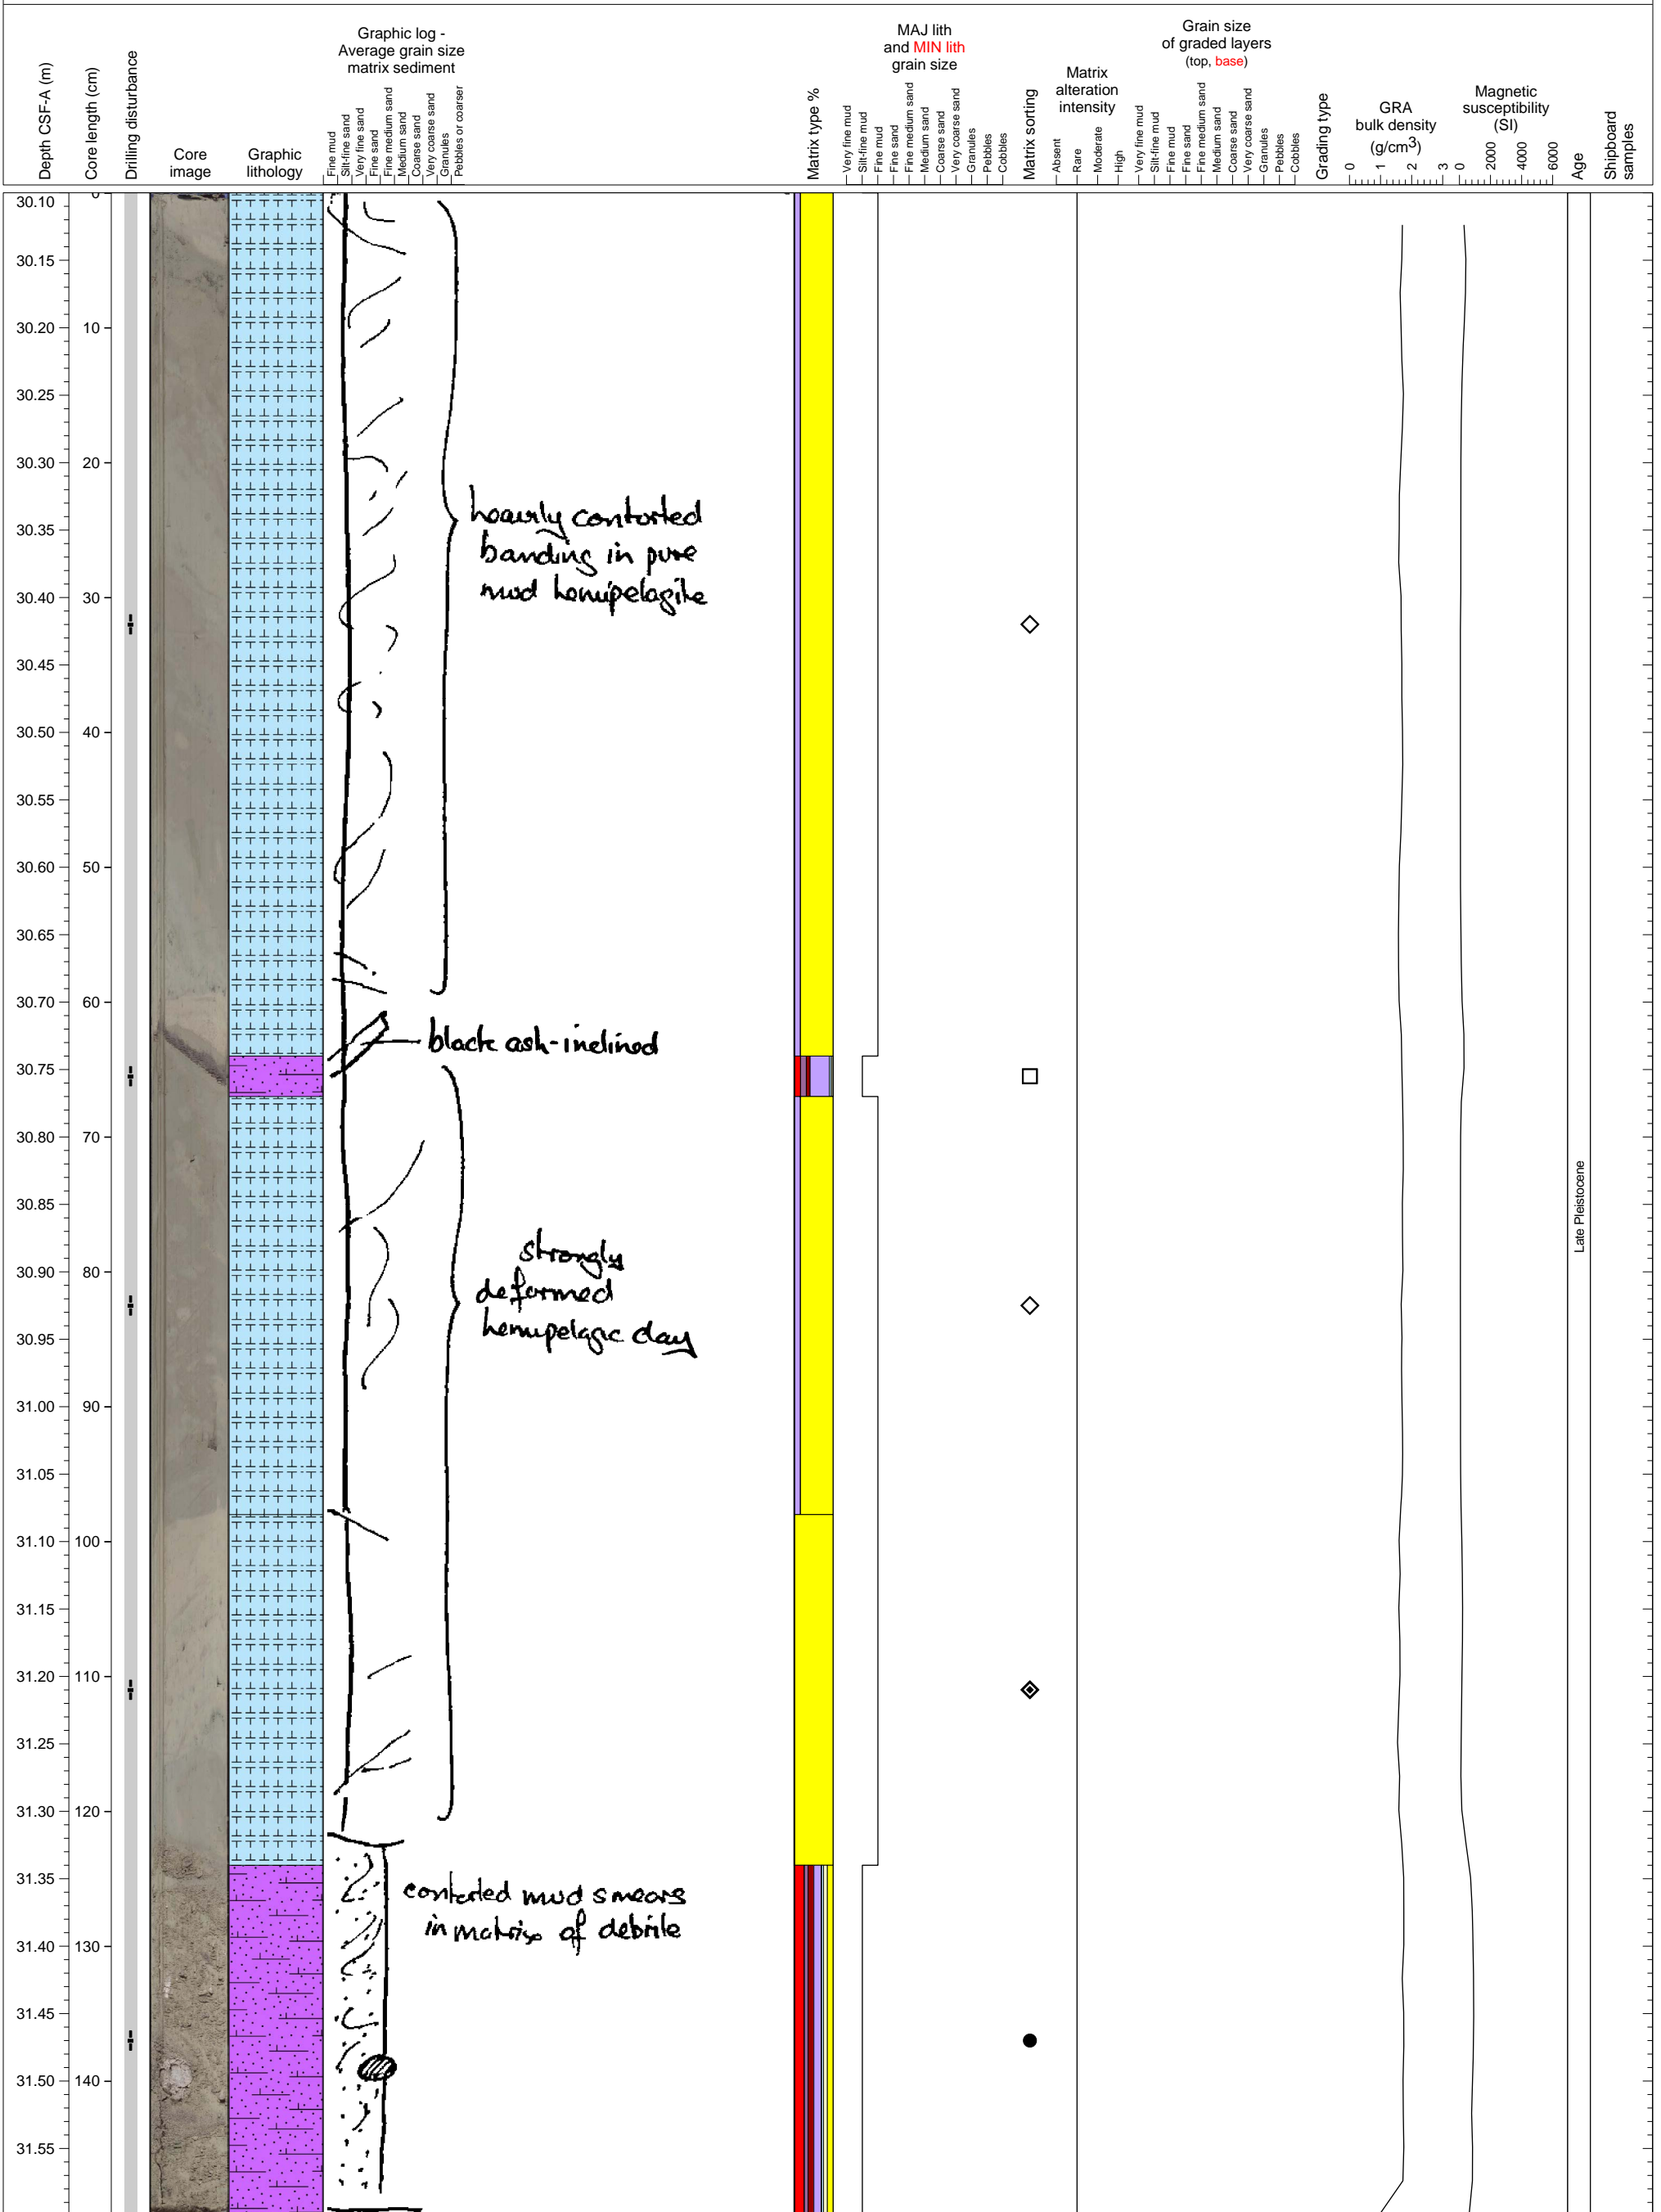 Depth CSF-A (m)
Core length (cm)
Drilling disturbance
Core
image
Graphic
lithology
Graphic log -
Average grain size
matrix sediment
Fine mud
Silt-fine sand
Very fine sand
Fine sand
Fine medium sand
Medium sand
Coarse sand
Very coarse sand
Granules
Pebbles or coarser
Matrix type %
MAJ lith
and MIN lith
grain size
Very fine mud
Silt-fine mud
Fine mud
Fine sand
Fine medium sand
Medium sand
Coarse sand
Very coarse sand
Granules
Pebbles
Cobbles
Matrix sorting
Matrix
alteration
intensity
Absent
Rare
Moderate
High
Grain size
of graded layers
(top, base)
Very fine mud
Silt-fine mud
Fine mud
Fine sand
Fine medium sand
Medium sand
Coarse sand
Very coarse sand
Granules
Pebbles
Cobbles
Grading type
GRA
bulk density
(g/cm3)
0 1 2 3
Magnetic
susceptibility
(SI)
0 2000 4000 6000
Age
Shipboard
samples
30.10 0
30.15
30.20 10
30.25
30.30 20
30.35
30.40 30
30.45
30.50 40
30.55
30.60 50
30.65
30.70 60
30.75
30.80 70
30.85
30.90 80
30.95
31.00 90
31.05
31.10 100
31.15
31.20 110
31.25
31.30 120
31.35
31.40 130
31.45
31.50 140
31.55
heavily contorted
banding in pure
mud hemipelagite
black ash-inclined
strongly
deformed
hemipelagic clay
contorted mud smears
in matrix of debrite
Late Pleistocene